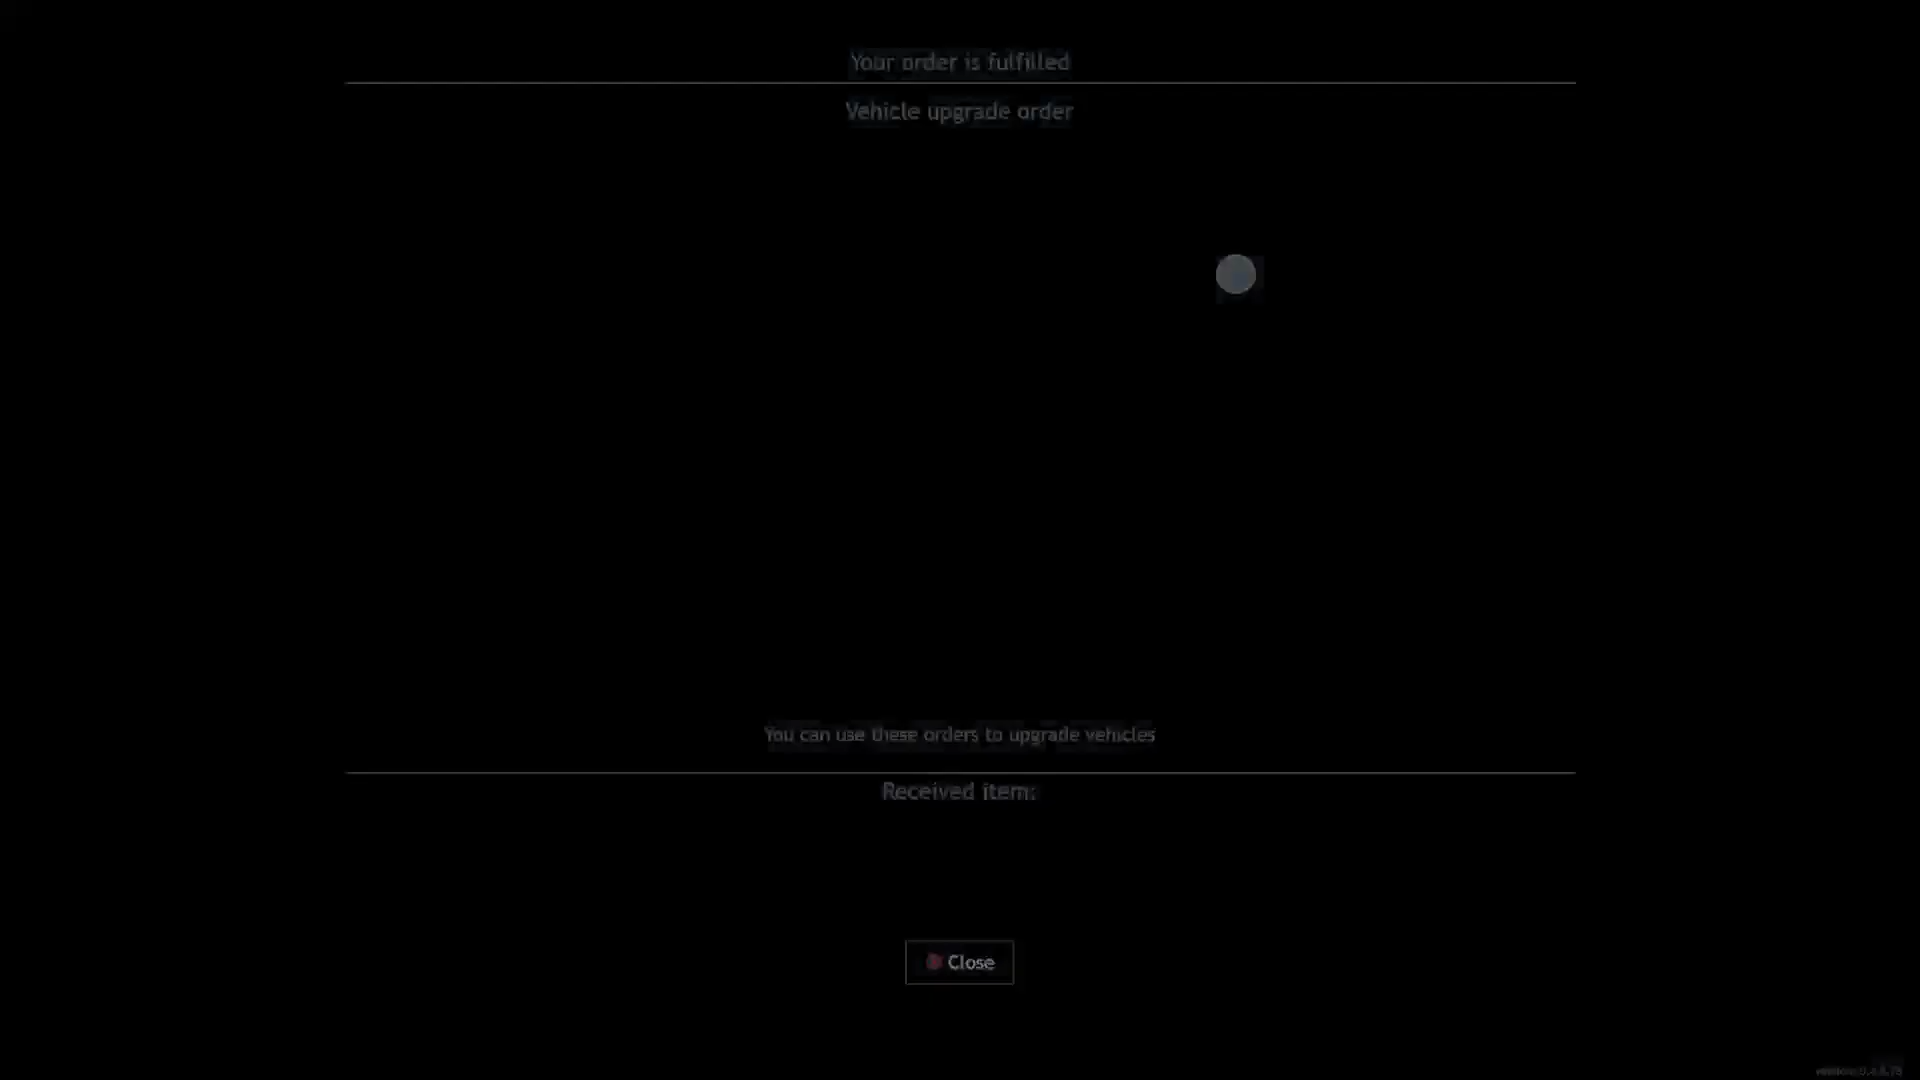 Your order is fulfilled
Vehicle upgrade order
You can use these orders to upgrade vehicles
Received item:
Close